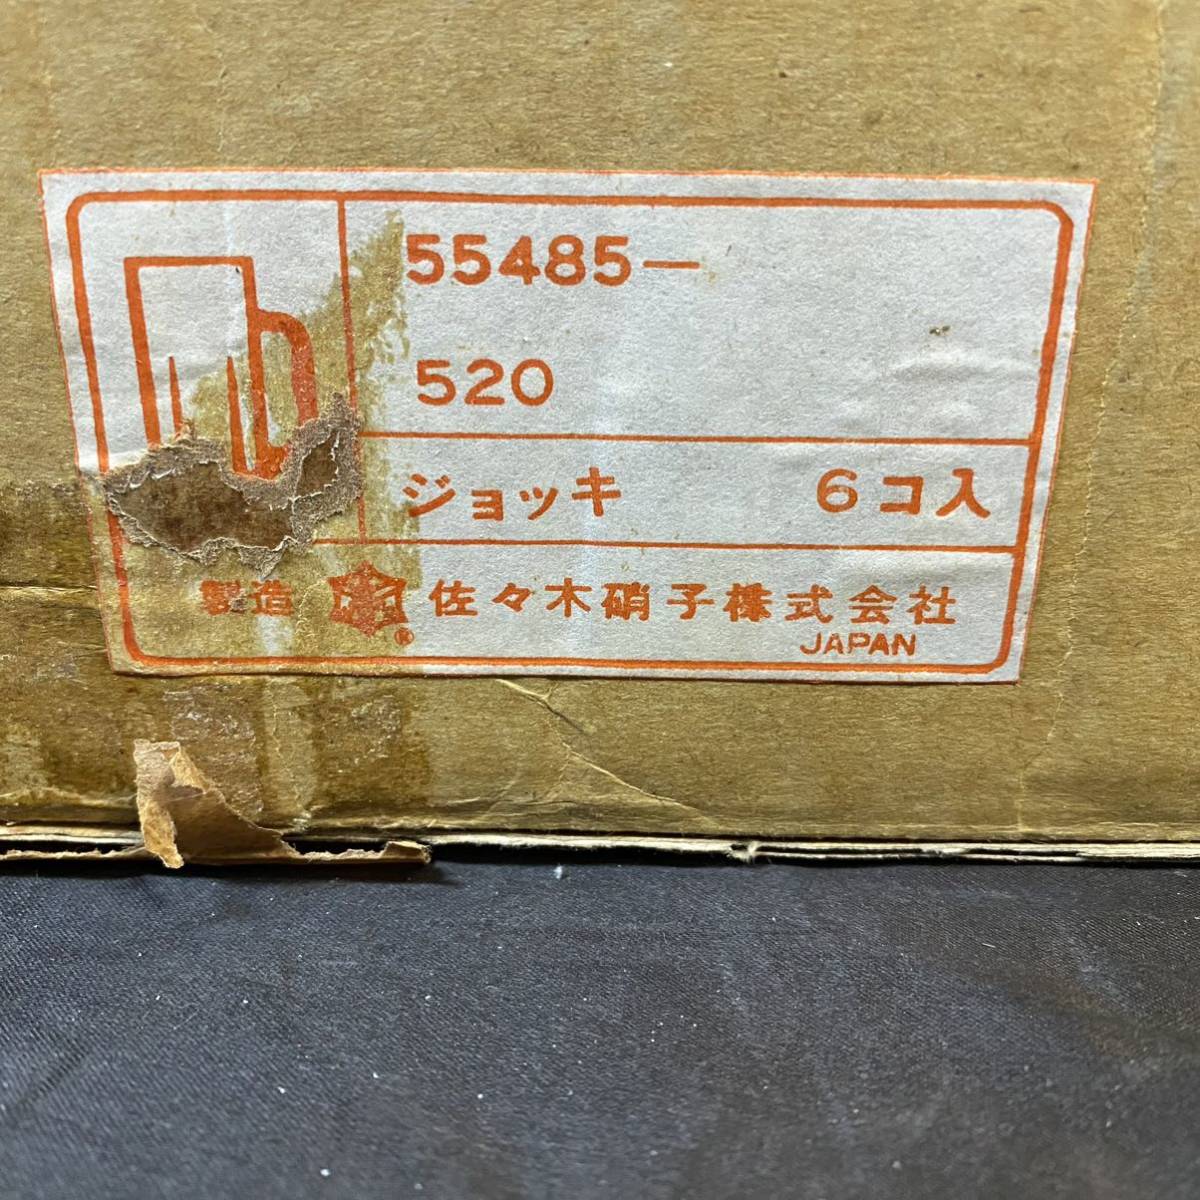 55485—
520
ジョッキ 6コ入
製造 佐々木硝子株式会社
®
JAPAN